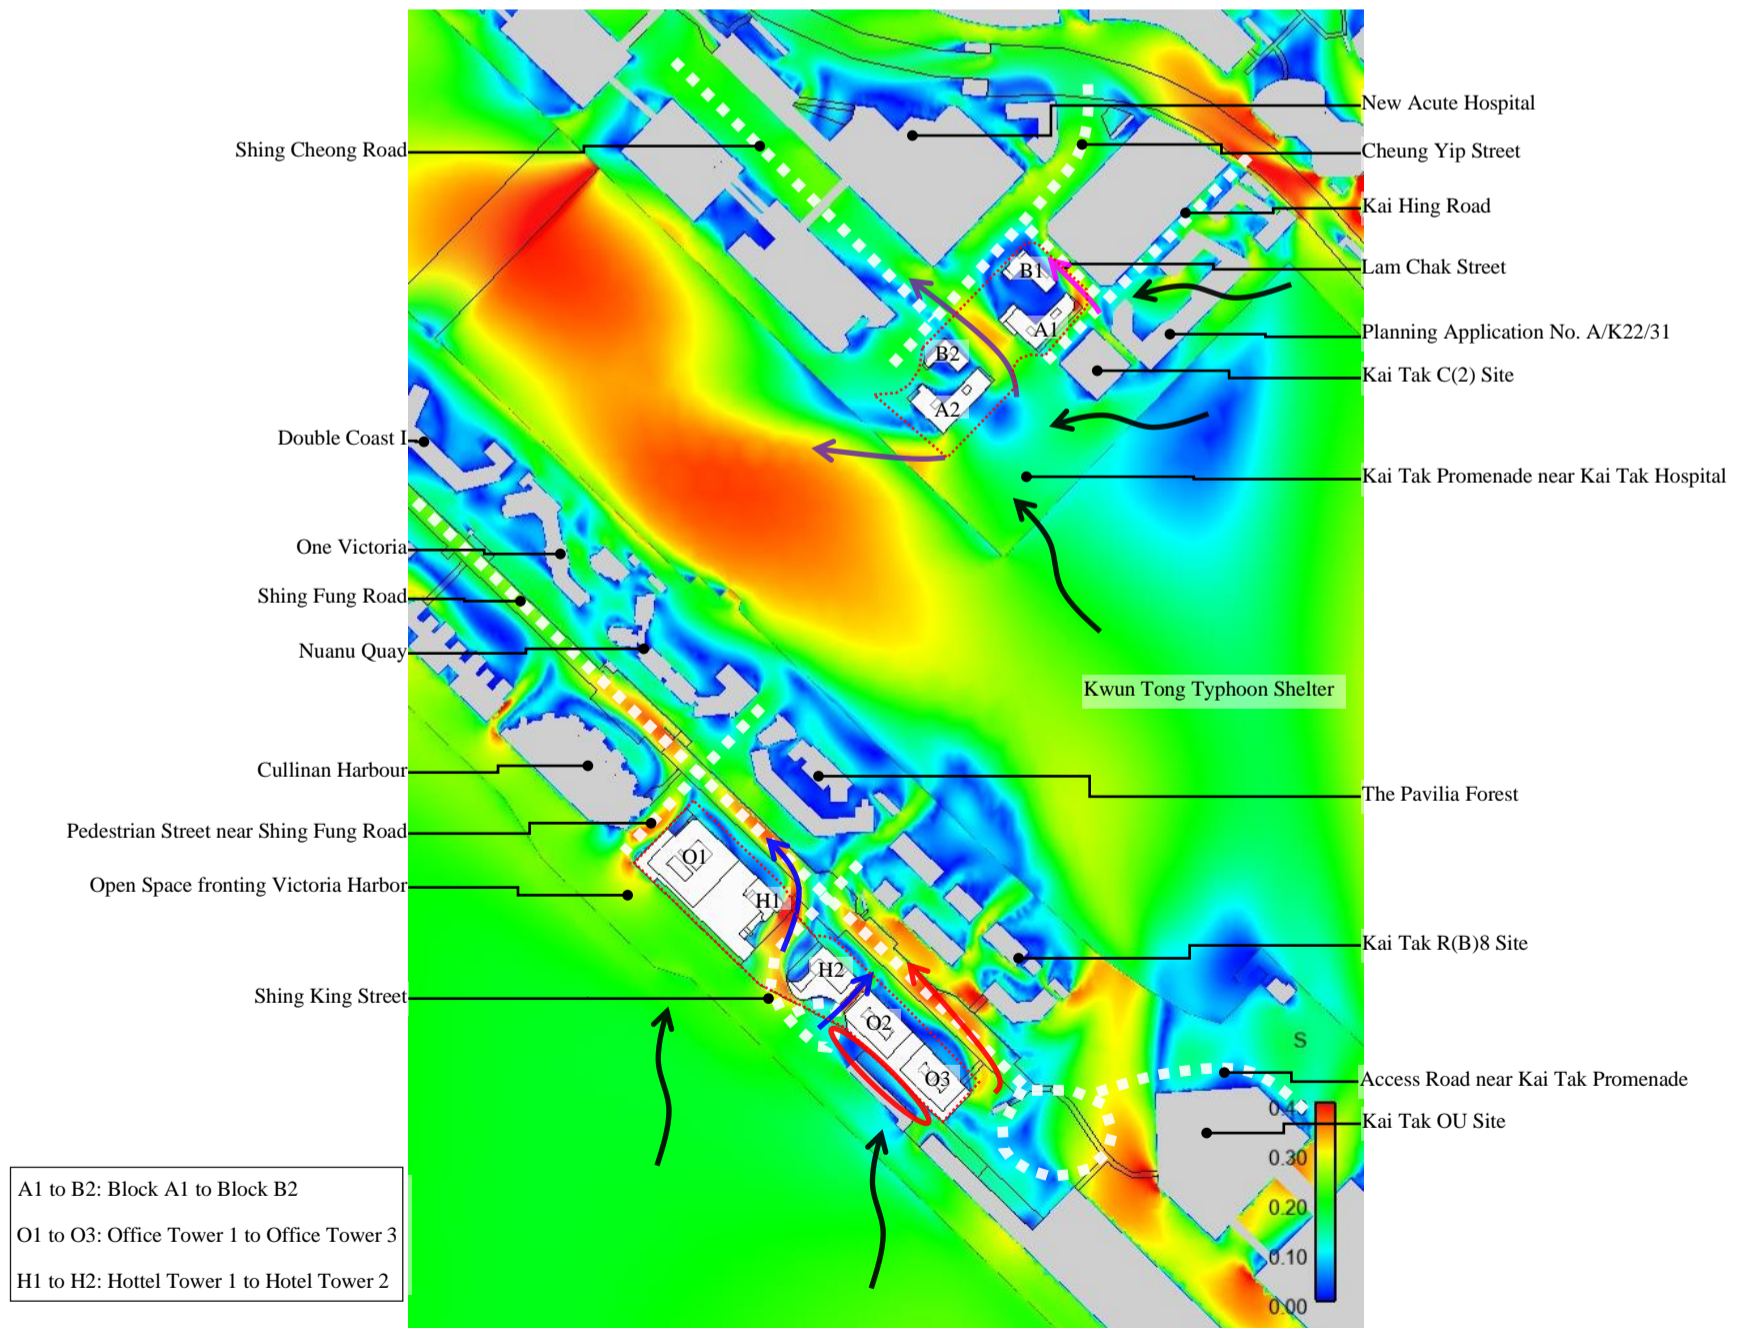 New Acute Hospital
Shing Cheong Road
Cheung Yip Street
Kai Hing Road
B1
Lam Chak Street
A1
Planning Application No. A/K22/31
B2
Kai Tak C(2) Site
A2
Double Coast I
Kai Tak Promenade near Kai Tak Hospital
One Victoria
Shing Fung Road
Nuanu Quay
Kwun Tong Typhoon Shelter
Cullinan Harbour
The Pavilia Forest
Pedestrian Street near Shing Fung Road
O1
Open Space fronting Victoria Harbor
H1
Kai Tak R(B)8 Site
H2
Shing King Street
O2
S
O3
Access Road near Kai Tak Promenade
0.4
Kai Tak OU Site
0.30
A1 to B2: Block A1 to Block B2
0.20
O1 to O3: Office Tower 1 to Office Tower 3
0.10
H1 to H2: Hottel Tower 1 to Hotel Tower 2
0.00